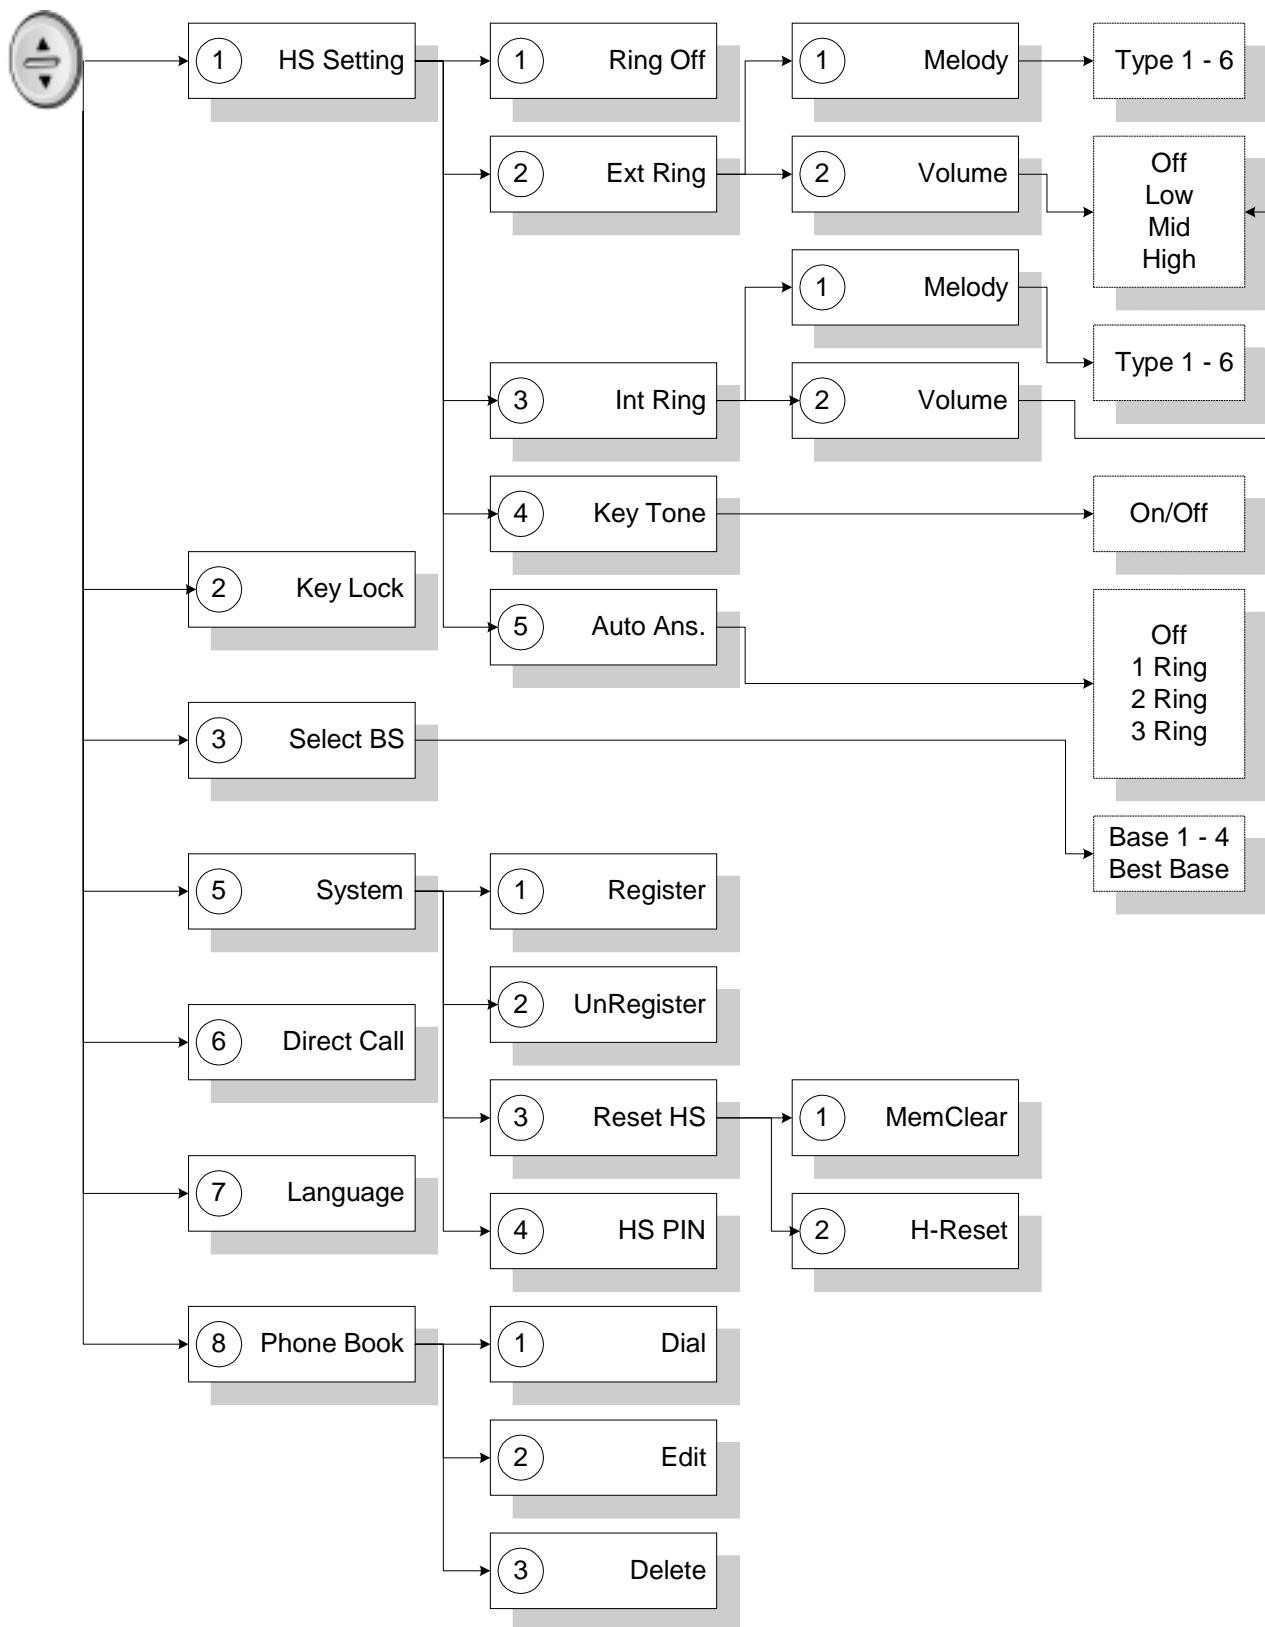 1 HS Setting
1 Ring Off
1 Melody
Type 1 - 6
2 Ext Ring
2 Volume
Off
Low
Mid
High
1 Melody
Type 1 - 6
3 Int Ring
2 Volume
4 Key Tone
On/Off
2 Key Lock
5 Auto Ans.
Off
1 Ring
2 Ring
3 Ring
3 Select BS
Base 1 - 4
Best Base
5 System
1 Register
2 UnRegister
6 Direct Call
3 Reset HS
1 MemClear
7 Language
4 HS PIN
2 H-Reset
8 Phone Book
1 Dial
2 Edit
3 Delete